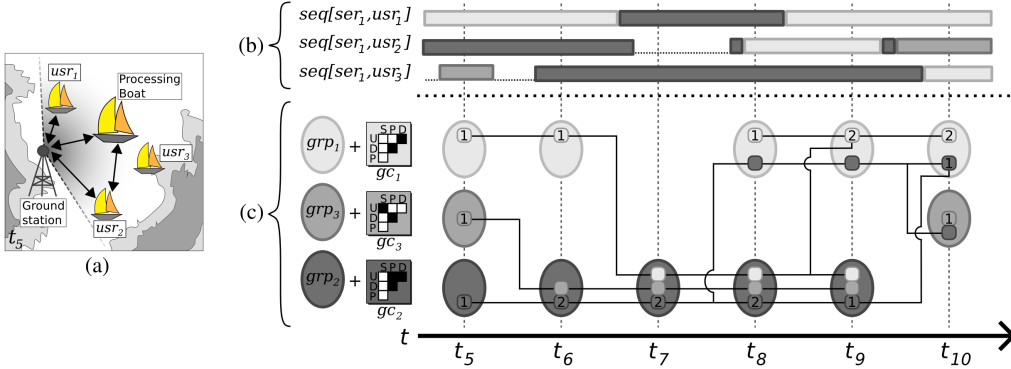 usr1
Processing
Boat
usr3
Ground
station
usr2
t5
(a)
(b)
seq[ser1,usr1]
seq[ser1,usr2]
seq[ser1,usr3]
(c)
grp1 + S P D
U
D
P
gc1
grp3 + S P D
U
D
P
gc3
grp2 + S P D
U
D
P
gc2
1 1 1 2 2
1
1 1
1 2 2 2 1
t
t5 t6 t7 t8 t9 t10